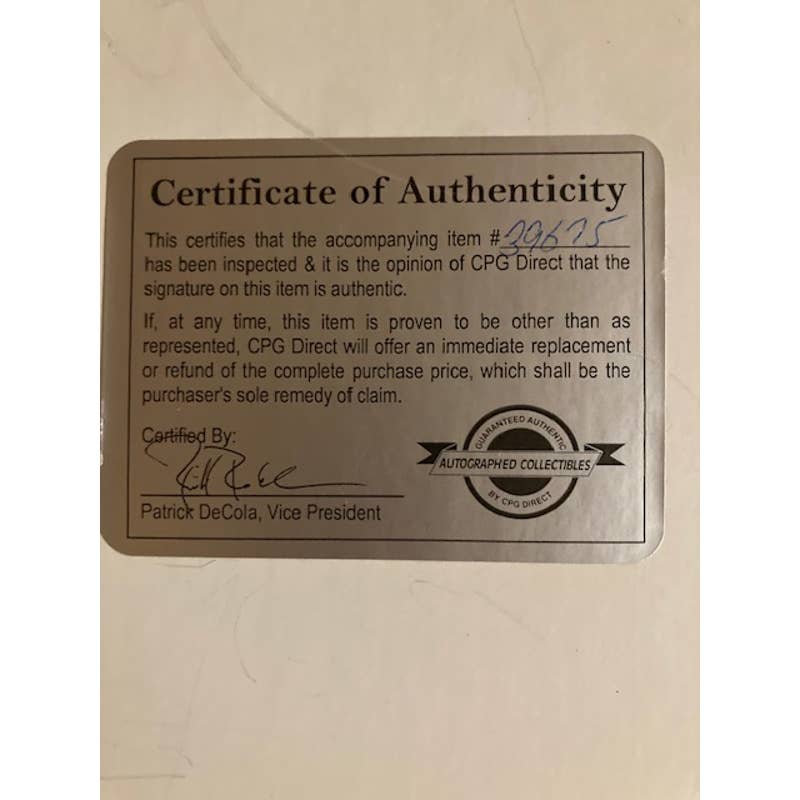 Certificate of Authenticity
This certifies that the accompanying item #39675
has been inspected & it is the opinion of CPG Direct that the
signature on this item is authentic.
If, at any time, this item is proven to be other than as
represented, CPG Direct will offer an immediate replacement
or refund of the complete purchase price, which shall be the
purchaser's sole remedy of claim.
Certified By:
Patrick DeCola, Vice President
GUARANTEED AUTHENTIC
AUTOGRAPHED COLLECTIBLES
BY CPG DIRECT